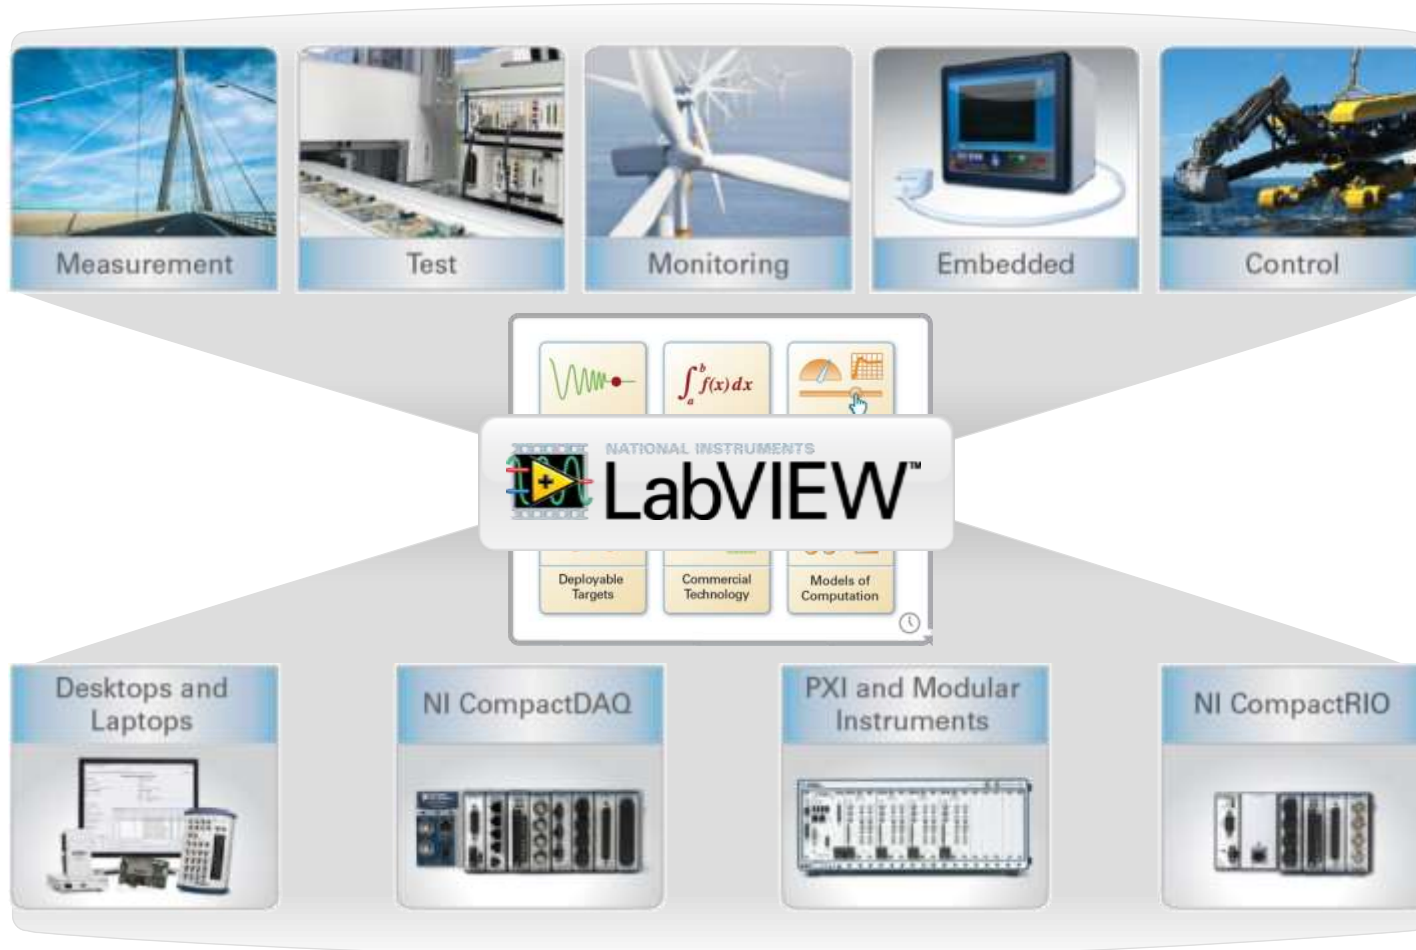 Measurement
Test
Monitoring
Embedded
Control
∫ₐᵇ f(x) dx
NATIONAL INSTRUMENTS
LabVIEW™
Deployable
Targets
Commercial
Technology
Models of
Computation
Desktops and
Laptops
NI CompactDAQ
PXI and Modular
Instruments
NI CompactRIO